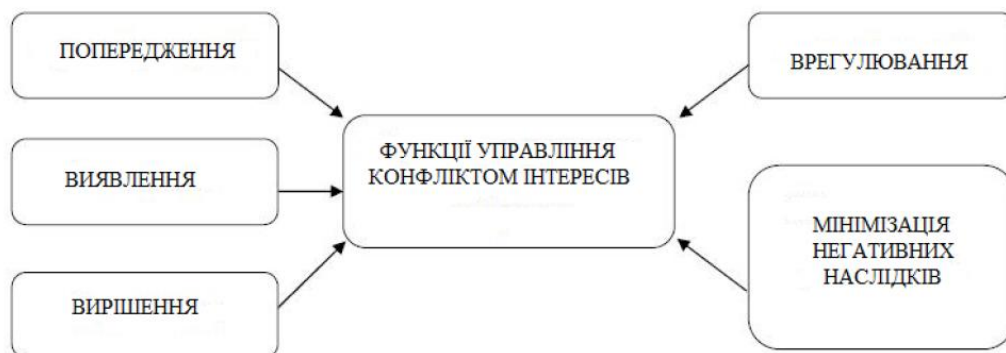 ПОПЕРЕДЖЕННЯ
ВИЯВЛЕННЯ
ВИРІШЕННЯ
ФУНКЦІЇ УПРАВЛІННЯ
КОНФЛІКТОМ ІНТЕРЕСІВ
ВРЕГУЛЮВАННЯ
МІНІМІЗАЦІЯ
НЕГАТИВНИХ
НАСЛІДКІВ